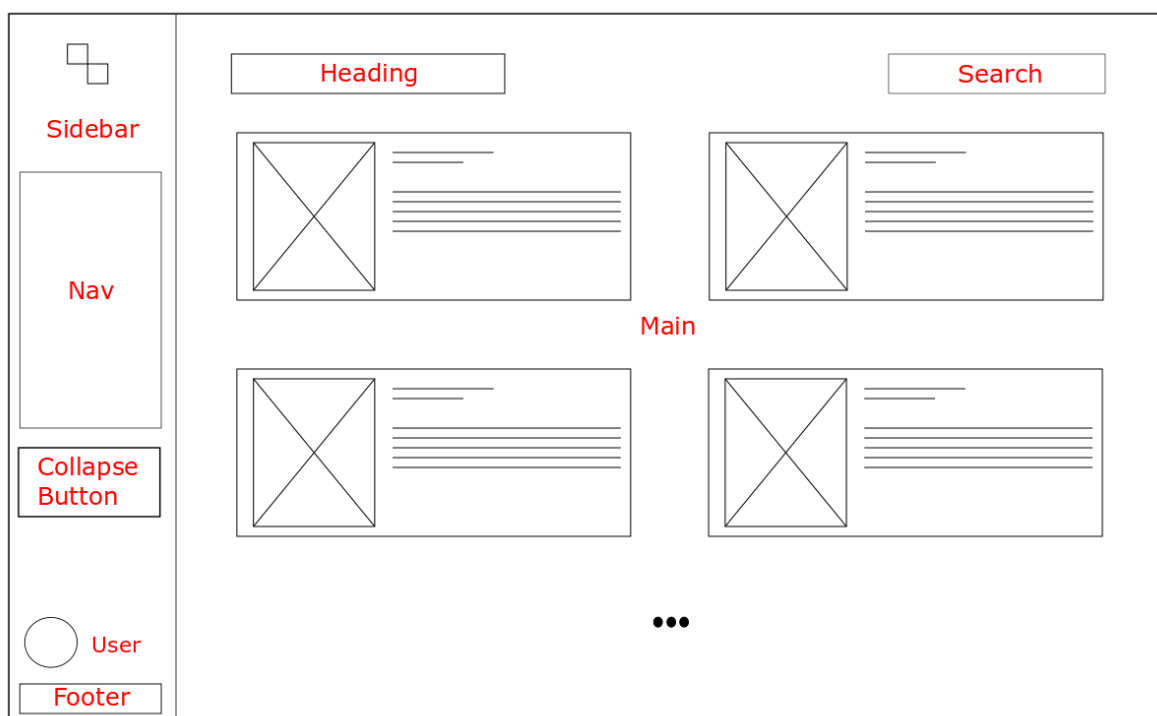 Sidebar
Nav
Collapse
Button
User
Footer
Heading
Search
Main